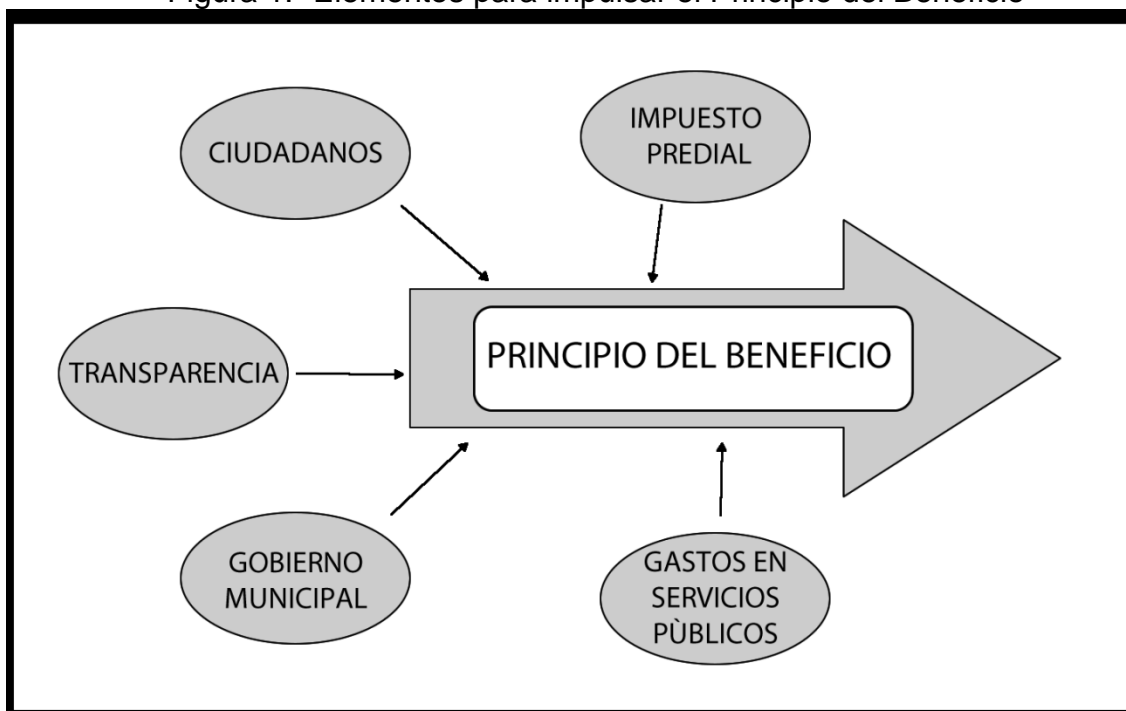 Figura 1. Elementos para impulsar el Principio del Beneficio
CIUDADANOS
IMPUESTO
PREDIAL
TRANSPARENCIA
PRINCIPIO DEL BENEFICIO
GOBIERNO
MUNICIPAL
GASTOS EN
SERVICIOS
PÙBLICOS